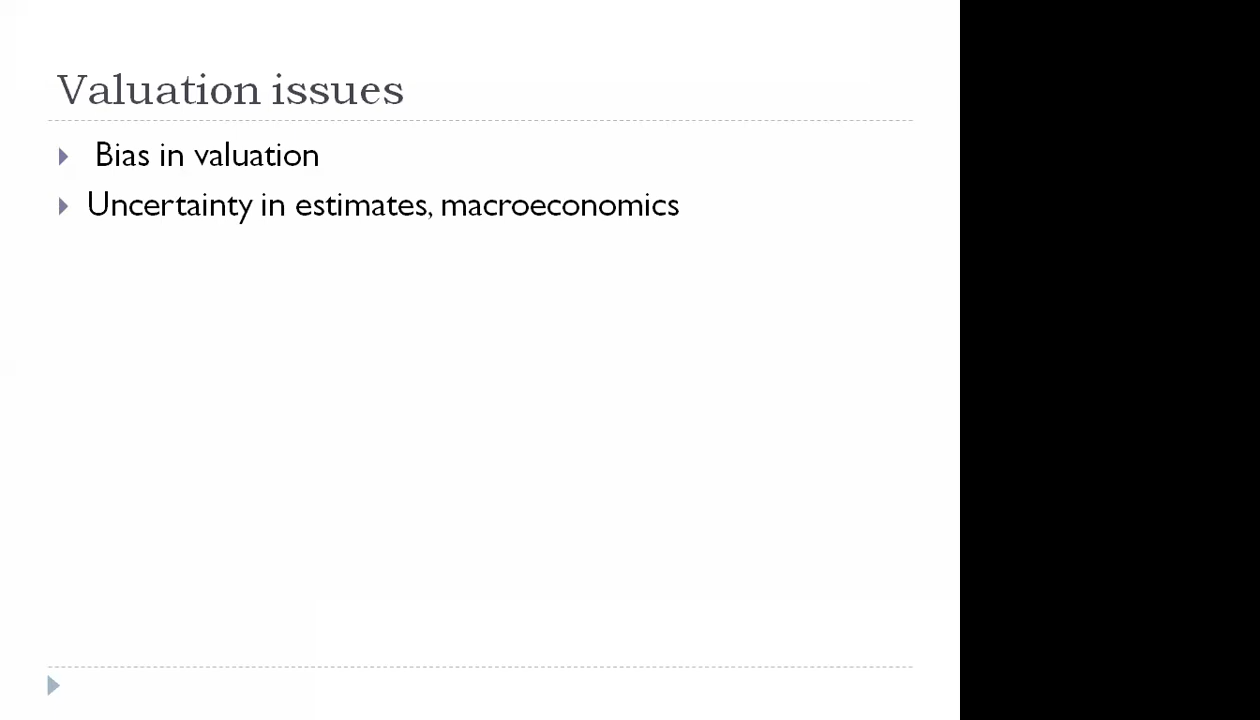 Valuation issues
Bias in valuation
Uncertainty in estimates, macroeconomics